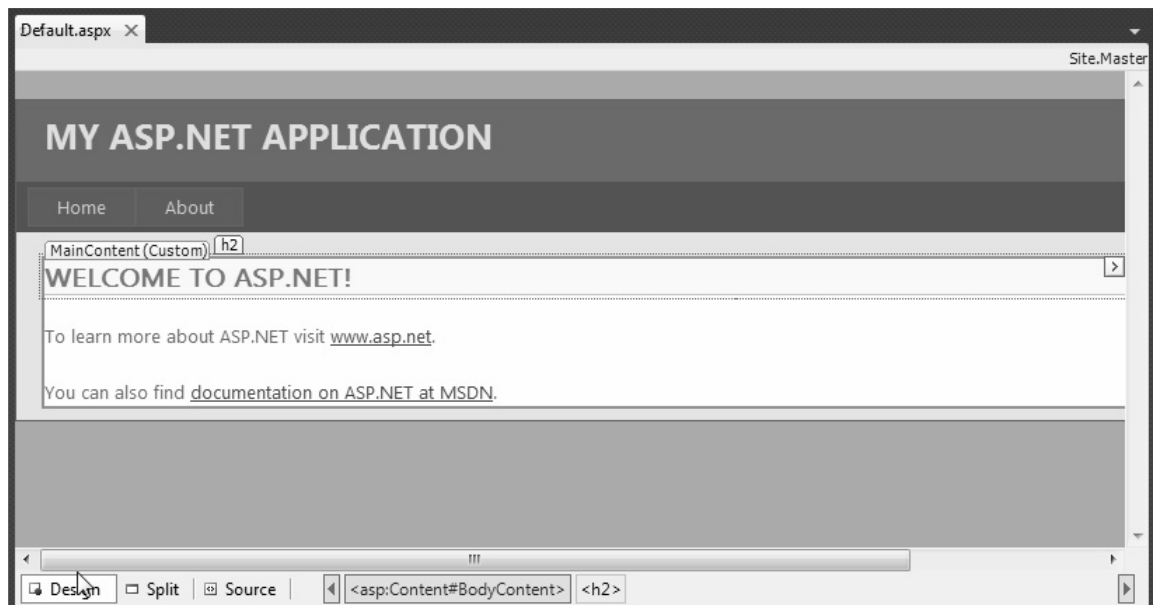 Default.aspx
Site.Master
MY ASP.NET APPLICATION
Home About
MainContent (Custom) h2
WELCOME TO ASP.NET!
To learn more about ASP.NET visit www.asp.net.
You can also find documentation on ASP.NET at MSDN.
Design Split Source <asp:Content#BodyContent> <h2>